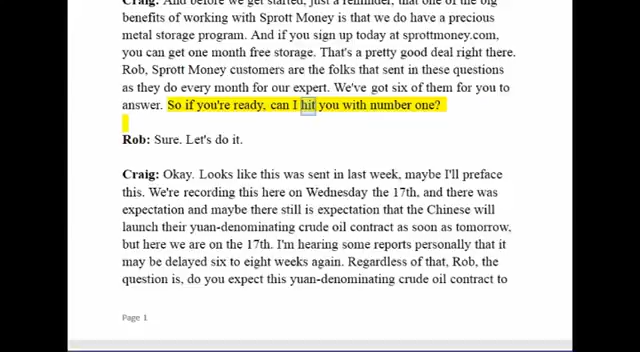 Craig: And before we get started, just a reminder, that one of the big
benefits of working with Sprott Money is that we do have a precious
metal storage program. And if you sign up today at sprottmoney.com,
you can get one month free storage. That's a pretty good deal right there.
Rob, Sprott Money customers are the folks that sent in these questions
as they do every month for our expert. We've got six of them for you to
answer. So if you're ready, can I hit you with number one?
Rob: Sure. Let's do it.
Craig: Okay. Looks like this was sent in last week, maybe I'll preface
this. We're recording this here on Wednesday the 17th, and there was
expectation and maybe there still is expectation that the Chinese will
launch their yuan-denominating crude oil contract as soon as tomorrow,
but here we are on the 17th. I'm hearing some reports personally that it
may be delayed six to eight weeks again. Regardless of that, Rob, the
question is, do you expect this yuan-denominating crude oil contract to
Page 1